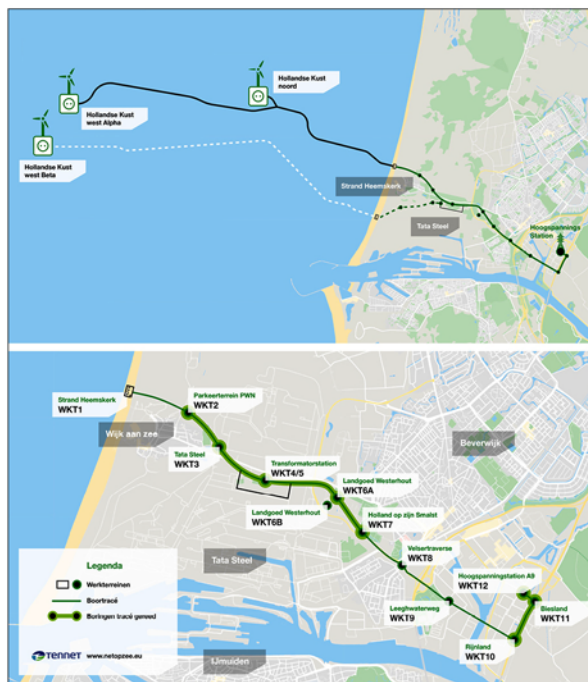 Hollandse Kust
noord
Hollandse Kust
west Alpha
Hollandse Kust
west Beta
Strand Heemskerk
Tata Steel
Hoogspannings
Station
Strand Heemskerk
WKT1
Parkeerterrein PWN
WKT2
Wijk aan zee
Tata Steel
WKT3
Transformatorstation
WKT4/5
Landgoed Westerhout
WKT6A
Landgoed Westerhout
WKT6B
Holland op zijn Smalst
WKT7
Beverwijk
Velsertraverse
WKT8
Tata Steel
Hoogspanningstation A9
WKT12
Biesland
WKT11
Leeghwaterweg
WKT9
Rijnland
WKT10
IJmuiden
Legenda
Werkterreinen
Boortracé
Boringen tracé gereed
TENNET www.netopzee.eu